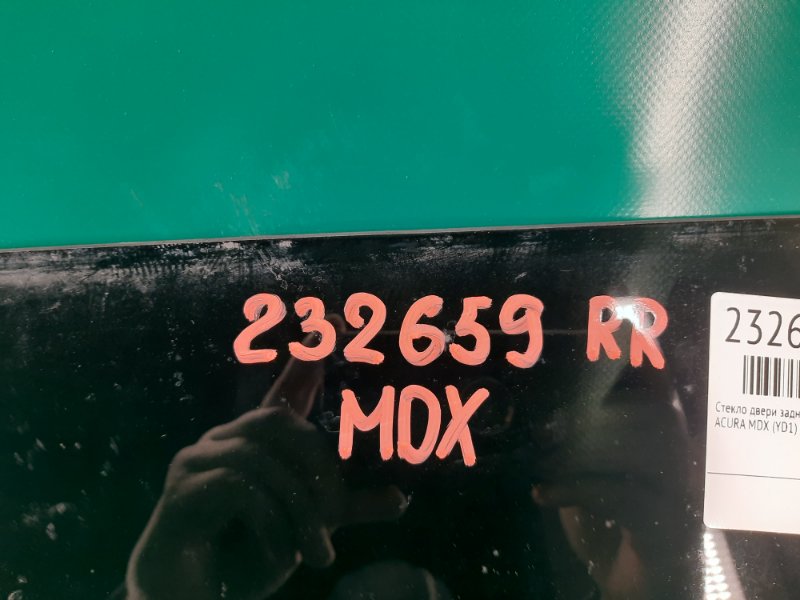 232659 RR
MDX
2326
Стекло двери задн
ACURA MDX (YD1)